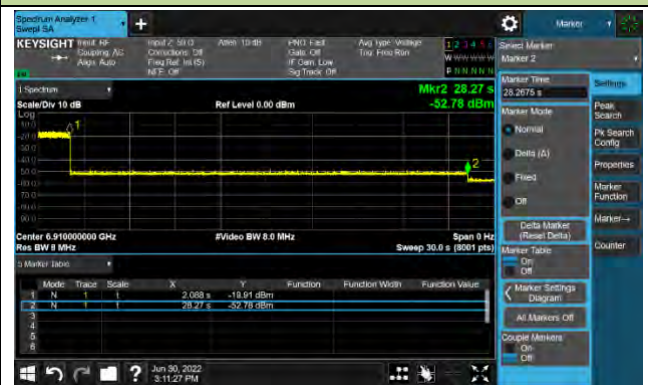 Spectrum Analyzer 1
Swept SA
Marker
KEYSIGHT Input: RF
Coupling: AC
Align: Auto
Input Z: 50 Ω
Corrections: Off
Freq Ref: Int (S)
NFE: Off
Atten: 10 dB
PNO: Fast
Gate: Off
IF Gain: Low
Sig Track: Off
Avg Type: Voltage
Trig: Free Run
1 2 3 4 5 6
W W W W W W
P N N N N N
Select Marker
Marker 2
1 Spectrum
Scale/Div 10 dB
Ref Level 0.00 dBm
Mkr2 28.27 s
-52.78 dBm
Log
1
2
Center 6.910000000 GHz
Res BW 8 MHz
#Video BW 8.0 MHz
Span 0 Hz
Sweep 30.0 s (8001 pts)
5 Marker Table
Mode Trace Scale X Y Function Function Width Function Value
1 N 1 t 2.088 s -19.91 dBm
2 N 1 t 28.27 s -52.78 dBm
3
4
5
6
Marker Time
28.2675 s
Marker Mode
Normal
Delta (Δ)
Fixed
Off
Delta Marker
(Reset Delta)
Marker Table
On
Off
Marker Settings
Diagram
All Markers Off
Couple Markers
On
Off
Settings
Peak
Search
Pk Search
Config
Properties
Marker
Function
Marker→
Counter
Jun 30, 2022
3:11:27 PM